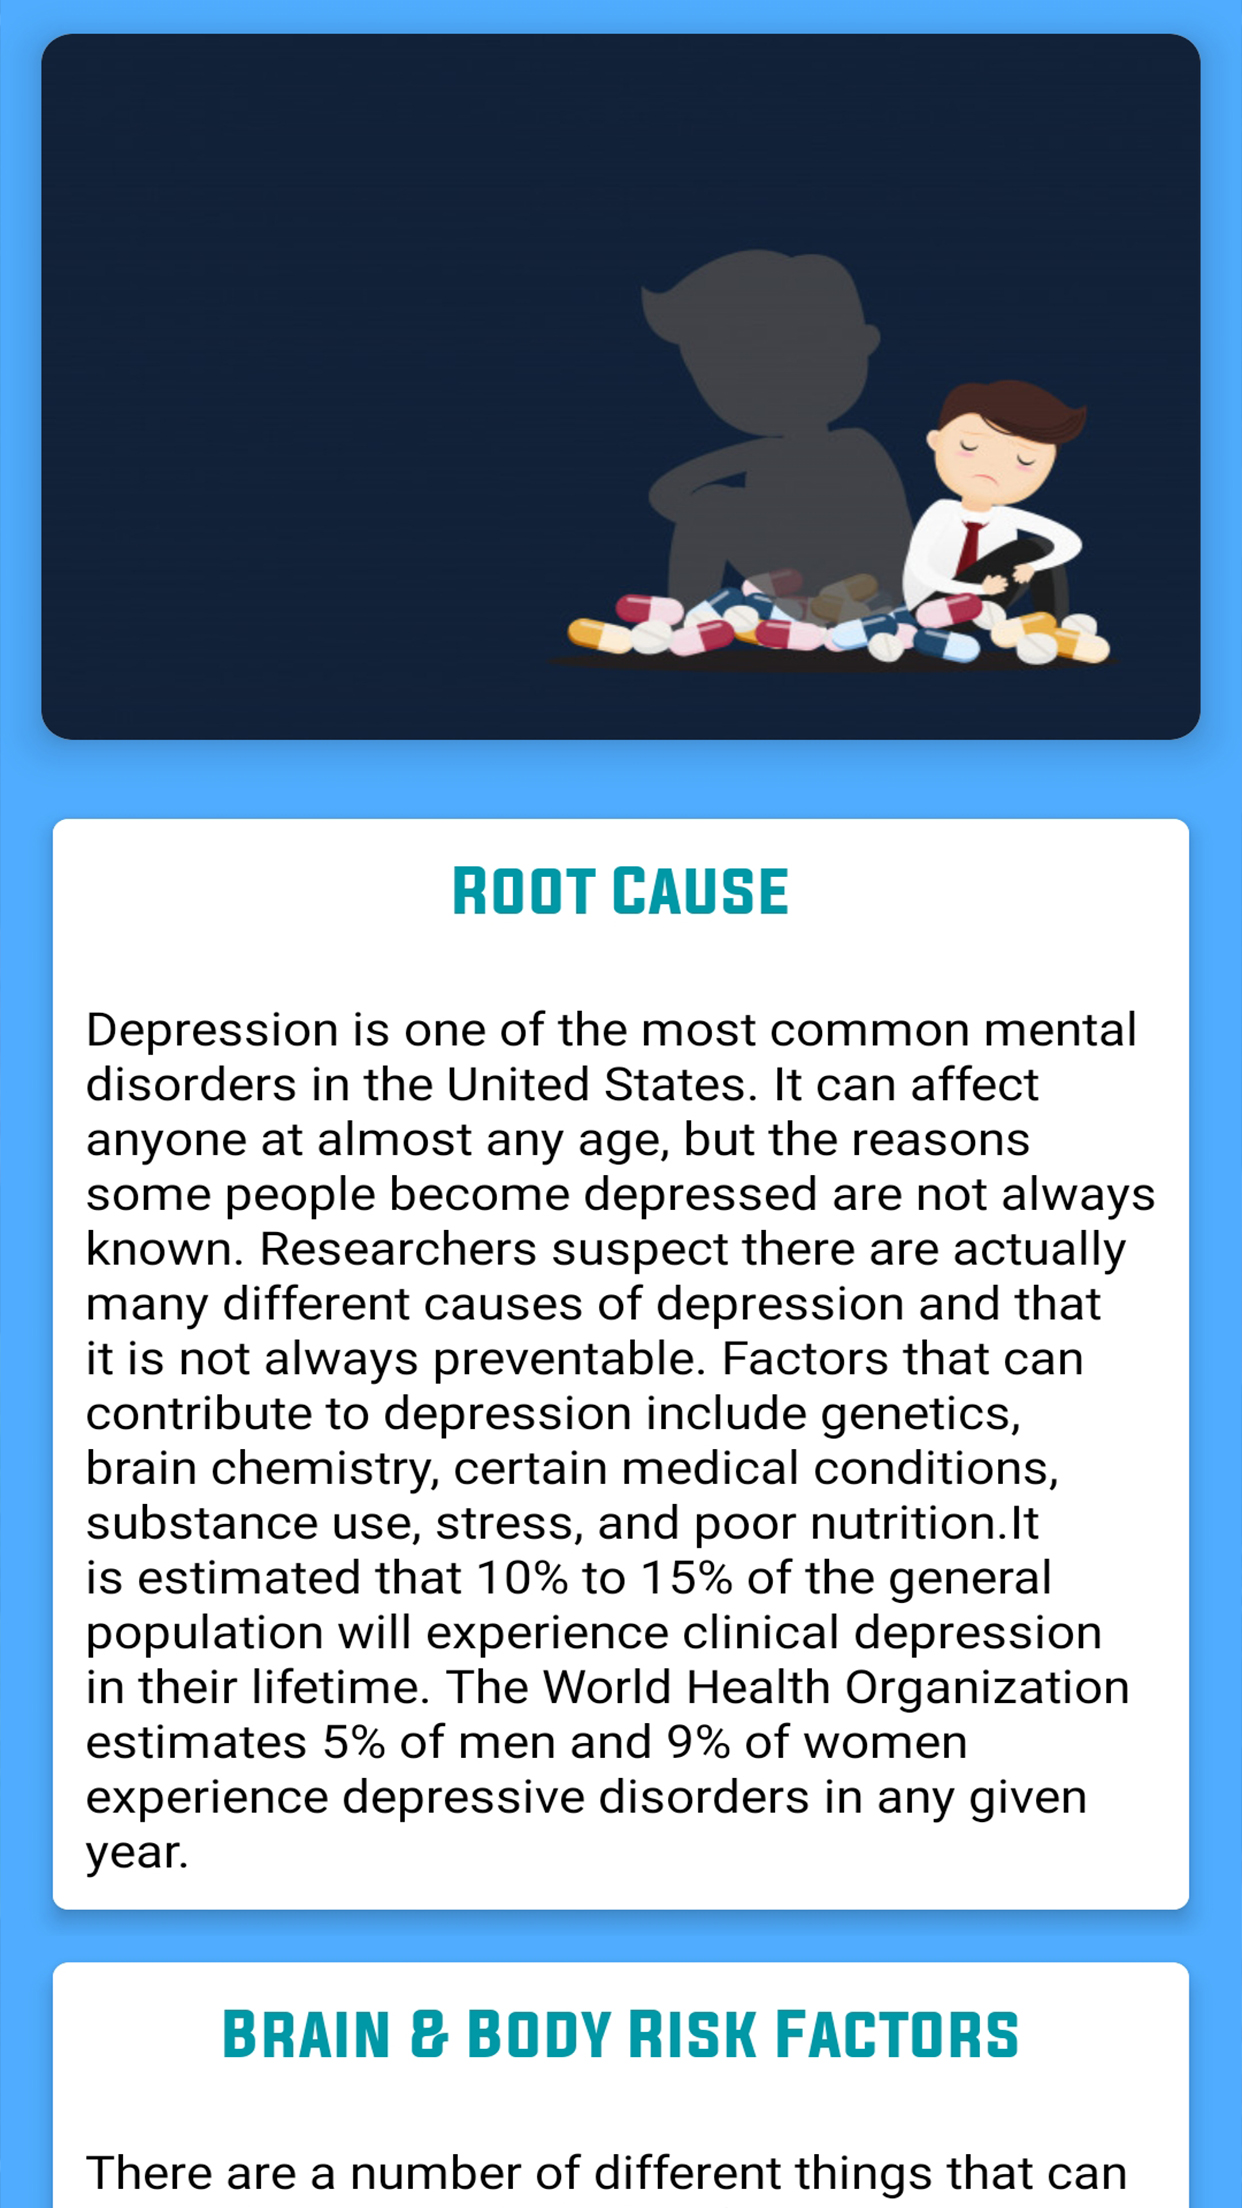 ROOT CAUSE
Depression is one of the most common mental
disorders in the United States. It can affect
anyone at almost any age, but the reasons
some people become depressed are not always
known. Researchers suspect there are actually
many different causes of depression and that
it is not always preventable. Factors that can
contribute to depression include genetics,
brain chemistry, certain medical conditions,
substance use, stress, and poor nutrition.It
is estimated that 10% to 15% of the general
population will experience clinical depression
in their lifetime. The World Health Organization
estimates 5% of men and 9% of women
experience depressive disorders in any given
year.
BRAIN & BODY RISK FACTORS
There are a number of different things that can